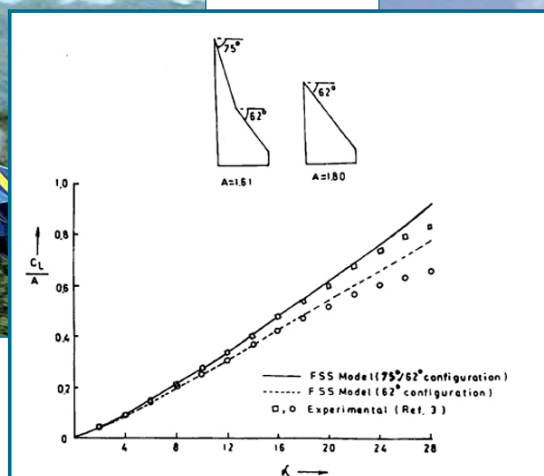 75°
62°
62°
A=1.61
A=1.80
1,0
0,8
C_L
A
0,6
0,4
0,2
0
FSS Model (75°/62° configuration)
FSS Model (62° configuration)
□, ○ Experimental (Ref. 3)
4 8 12 16 20 24 28
α